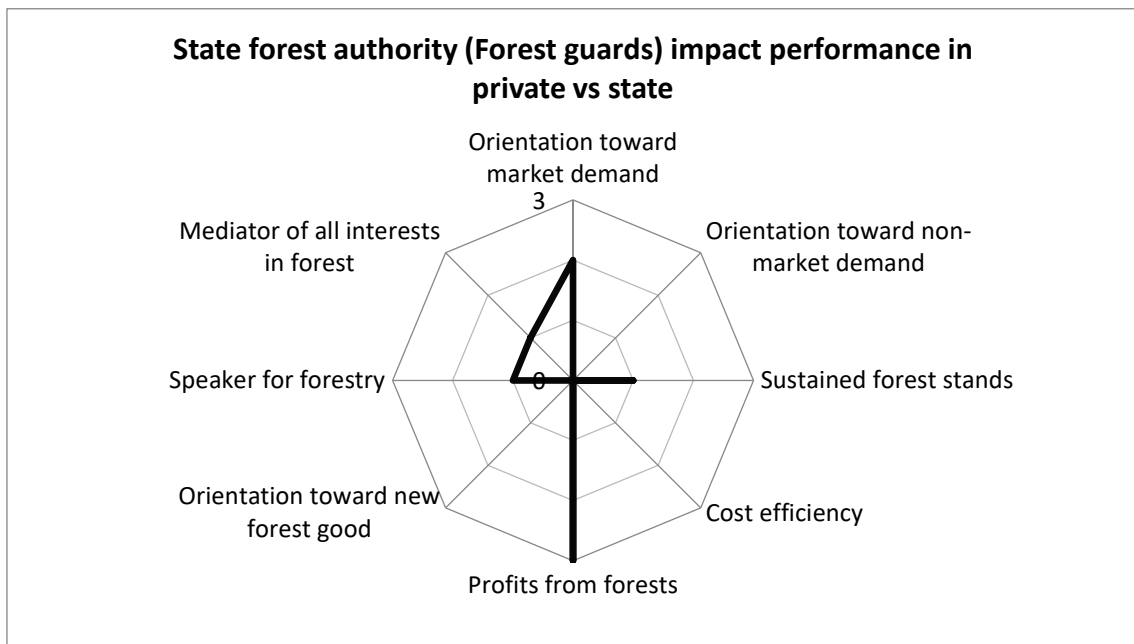 State forest authority (Forest guards) impact performance in
private vs state
Orientation toward
market demand
3
Mediator of all interests
in forest
Orientation toward non-
market demand
Speaker for forestry
0
Sustained forest stands
Orientation toward new
forest good
Cost efficiency
Profits from forests